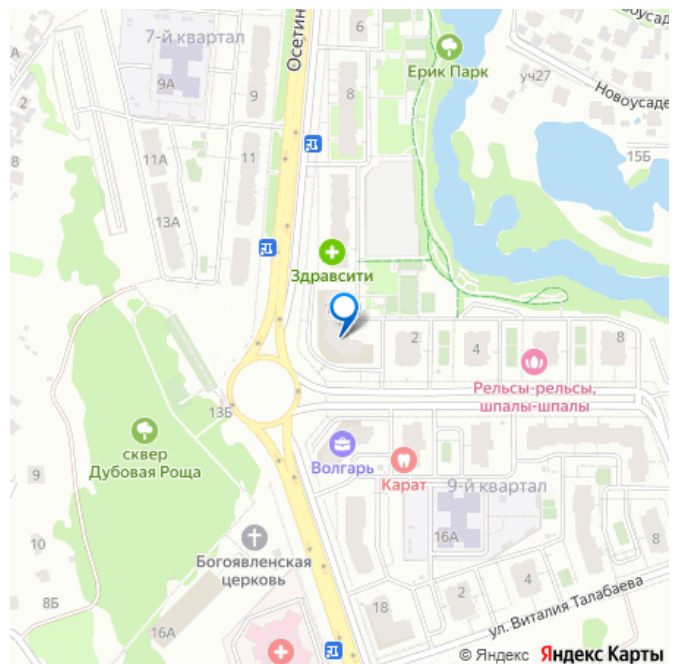 Осетин
6
7-й квартал
Ерик Парк
9А
9
8
уч27
Новоусаде
11А
11
15Б
13А
8
Здравсити
2
4
8
Рельсы-рельсы,
шпалы-шпалы
13Б
сквер
Дубовая Роща
Волгарь
Карат
9-й квартал
9
16А
10
Богоявленская
церковь
8
4
2
8Б
18
ул. Виталия Талабаева
16А
© Яндекс Яндекс Карты